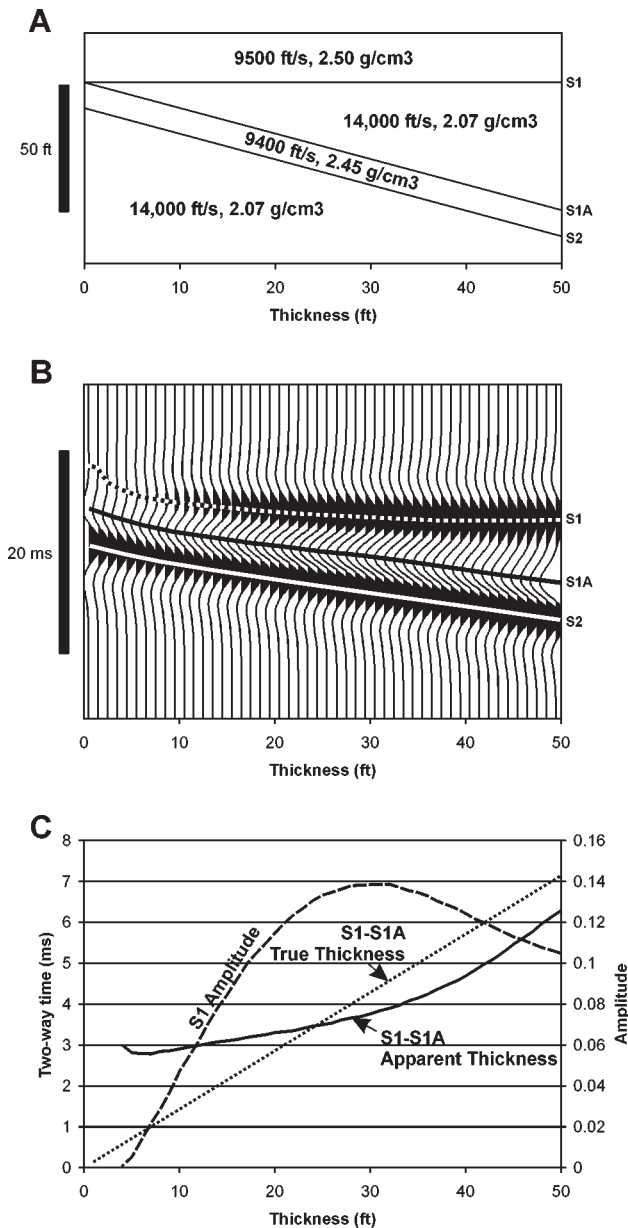 A
9500 ft/s, 2.50 g/cm3
S1
14,000 ft/s, 2.07 g/cm3
50 ft
9400 ft/s, 2.45 g/cm3
14,000 ft/s, 2.07 g/cm3
S1A
S2
0 10 20 30 40 50
Thickness (ft)
B
20 ms
S1
S1A
S2
0 10 20 30 40 50
Thickness (ft)
C
8 0.16
7 0.14
6 0.12
5 0.1
4 0.08
3 0.06
2 0.04
1 0.02
0 0
Two-way time (ms)
Amplitude
S1 Amplitude
S1-S1A
True Thickness
S1-S1A
Apparent Thickness
0 10 20 30 40 50
Thickness (ft)